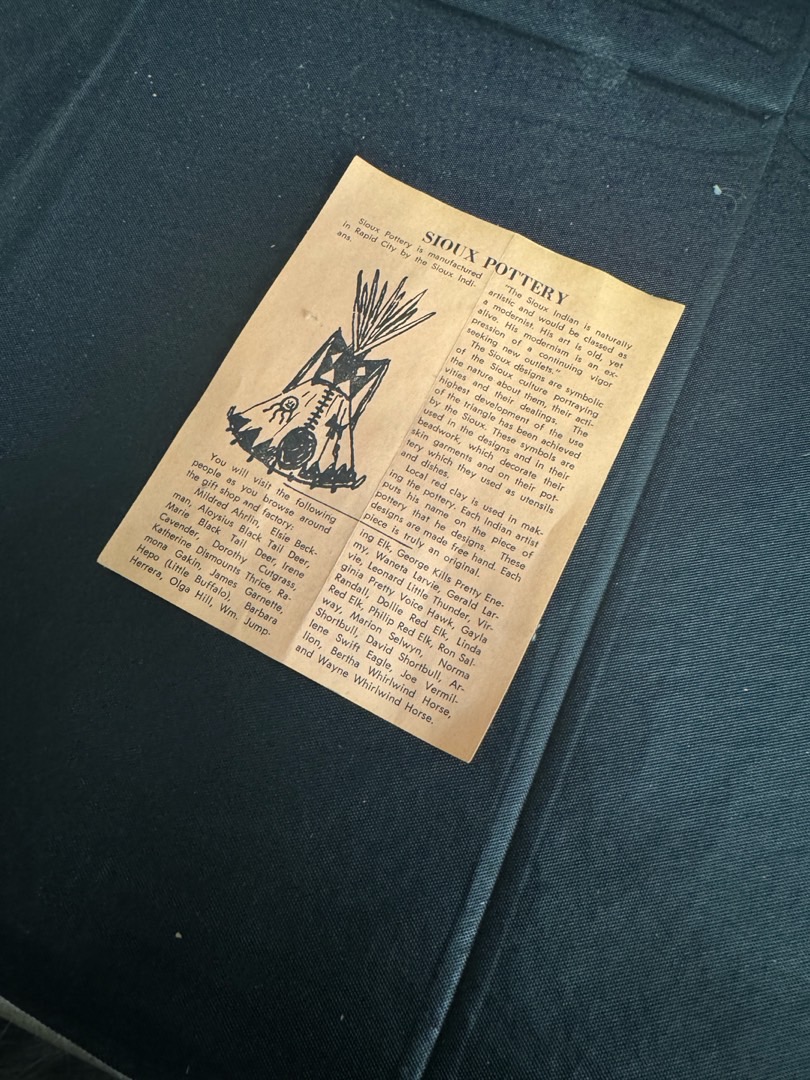 SIOUX POTTERY
Sioux Pottery is manufactured
in Rapid City by the Sioux Indi-
ans.
"The Sioux Indian is naturally
artistic and would be classed as
a modernist. His art is old, yet
alive. His modernism is an ex-
pression of a continuing vigor
seeking new outlets."
The Sioux designs are symbolic
of the Sioux culture portraying
the nature about them, their acti-
vities and their dealings. The
highest development of the use
of the triangle has been achieved
by the Sioux. These symbols are
used in the designs and in their
beadwork, which decorate their
skin garments and on their pot-
tery which they used as utensils
and dishes.
Local red clay is used in mak-
ing the pottery. Each Indian artist
puts his name on the piece of
pottery that he designs. These
designs are made free hand. Each
piece is truly an original.
You will visit the following
people as you browse around
the gift shop and factory:
Mildred Ahrlin, Elsie Beck-
man, Aloysius Black Tail Deer,
Marie Black Tail Deer, Irene
Cavender, Dorothy Cutgrass,
Katherine Dismounts Thrice, Ra-
mona Gakin, James Garnette,
Hepo (Little Buffalo), Barbara
Herrera, Olga Hill, Wm. Jump-
ing Elk, George Kills Pretty Ene-
my, Waneta Larvie, Gerald Lar-
vie, Leonard Little Thunder, Vir-
ginia Pretty Voice Hawk, Gayla
Randall, Dollie Red Elk, Linda
Red Elk, Philip Red Elk, Ron Sal-
way, Marion Selwyn, Norma
Shortbull, David Shortbull, Ar-
lene Swift Eagle, Joe Vermil-
lion, Bertha Whirlwind Horse,
and Wayne Whirlwind Horse.